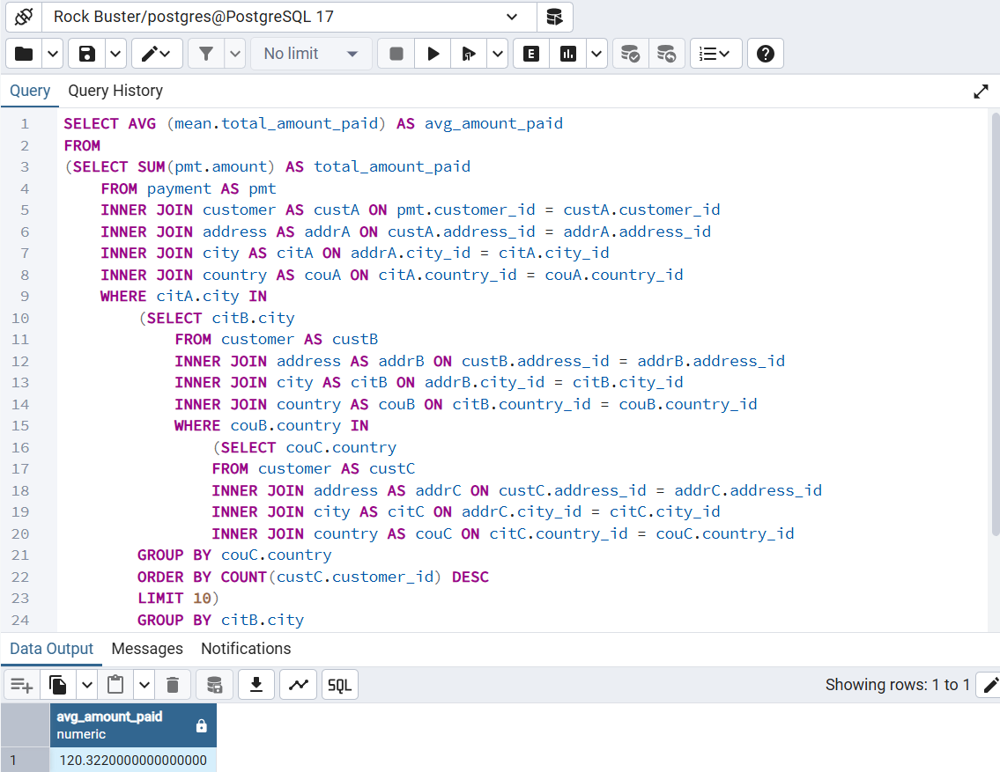 Rock Buster/postgres@PostgreSQL 17
No limit
E
SQL
Query Query History
1 SELECT AVG (mean.total_amount_paid) AS avg_amount_paid
2 FROM
3 (SELECT SUM(pmt.amount) AS total_amount_paid
4 FROM payment AS pmt
5 INNER JOIN customer AS custA ON pmt.customer_id = custA.customer_id
6 INNER JOIN address AS addrA ON custA.address_id = addrA.address_id
7 INNER JOIN city AS citA ON addrA.city_id = citA.city_id
8 INNER JOIN country AS couA ON citA.country_id = couA.country_id
9 WHERE citA.city IN
10 (SELECT citB.city
11 FROM customer AS custB
12 INNER JOIN address AS addrB ON custB.address_id = addrB.address_id
13 INNER JOIN city AS citB ON addrB.city_id = citB.city_id
14 INNER JOIN country AS couB ON citB.country_id = couB.country_id
15 WHERE couB.country IN
16 (SELECT couC.country
17 FROM customer AS custC
18 INNER JOIN address AS addrC ON custC.address_id = addrC.address_id
19 INNER JOIN city AS citC ON addrC.city_id = citC.city_id
20 INNER JOIN country AS couC ON citC.country_id = couC.country_id
21 GROUP BY couC.country
22 ORDER BY COUNT(custC.customer_id) DESC
23 LIMIT 10)
24 GROUP BY citB.city
Data Output Messages Notifications
SQL Showing rows: 1 to 1
avg_amount_paid
numeric
1 120.3220000000000000